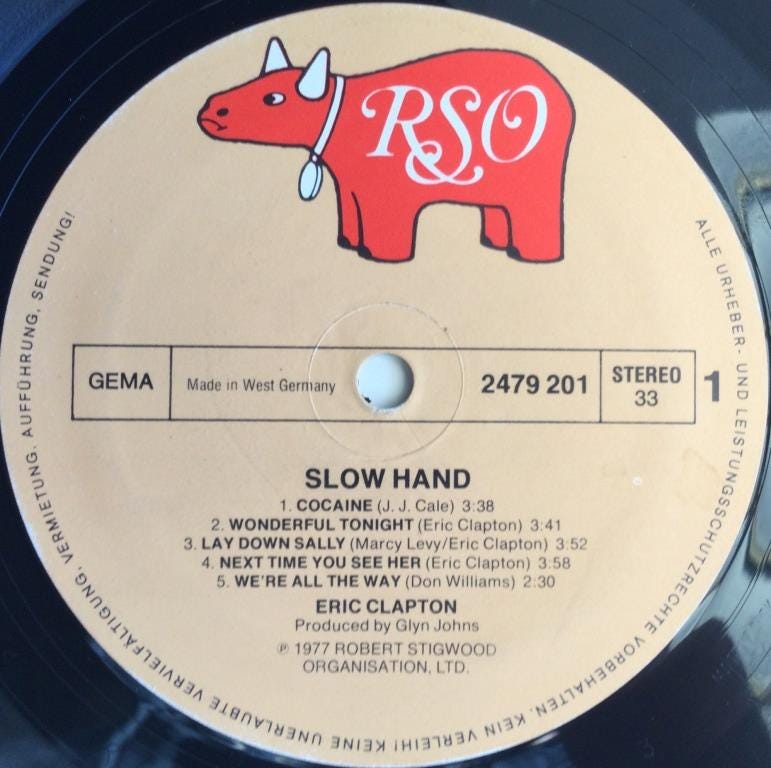 RSO
GEMA
Made in West Germany
2479 201
STEREO
33
1
SLOW HAND
1. COCAINE (J. J. Cale) 3:38
2. WONDERFUL TONIGHT (Eric Clapton) 3:41
3. LAY DOWN SALLY (Marcy Levy/Eric Clapton) 3:52
4. NEXT TIME YOU SEE HER (Eric Clapton) 3:58
5. WE'RE ALL THE WAY (Don Williams) 2:30
ERIC CLAPTON
Produced by Glyn Johns
℗ 1977 ROBERT STIGWOOD
ORGANISATION, LTD.
ALLE URHEBER- UND LEISTUNGSSCHUTZRECHTE VORBEHALTEN. KEIN VERLEIH! KEINE UNERLAUBTE VERVIELFÄLTIGUNG, VERMIETUNG, AUFFÜHRUNG, SENDUNG!